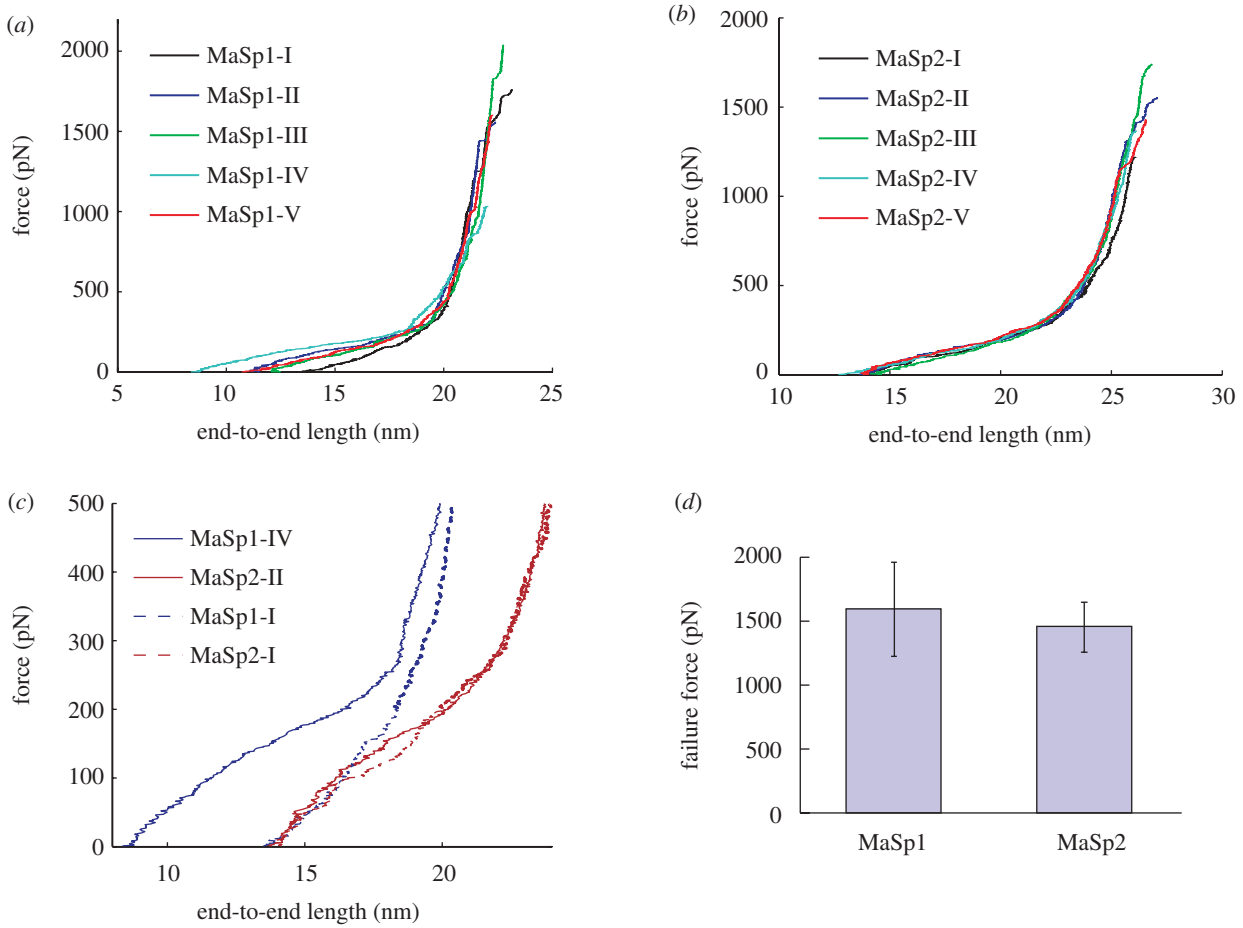 (a)
2000
1500
1000
500
0
force (pN)
MaSp1-I
MaSp1-II
MaSp1-III
MaSp1-IV
MaSp1-V
5 10 15 20 25
end-to-end length (nm)
(b)
2000
1500
1000
500
0
force (pN)
MaSp2-I
MaSp2-II
MaSp2-III
MaSp2-IV
MaSp2-V
10 15 20 25 30
end-to-end length (nm)
(c)
500
400
300
200
100
0
force (pN)
MaSp1-IV
MaSp2-II
MaSp1-I
MaSp2-I
10 15 20
end-to-end length (nm)
(d)
2000
1500
1000
500
0
failure force (pN)
MaSp1 MaSp2